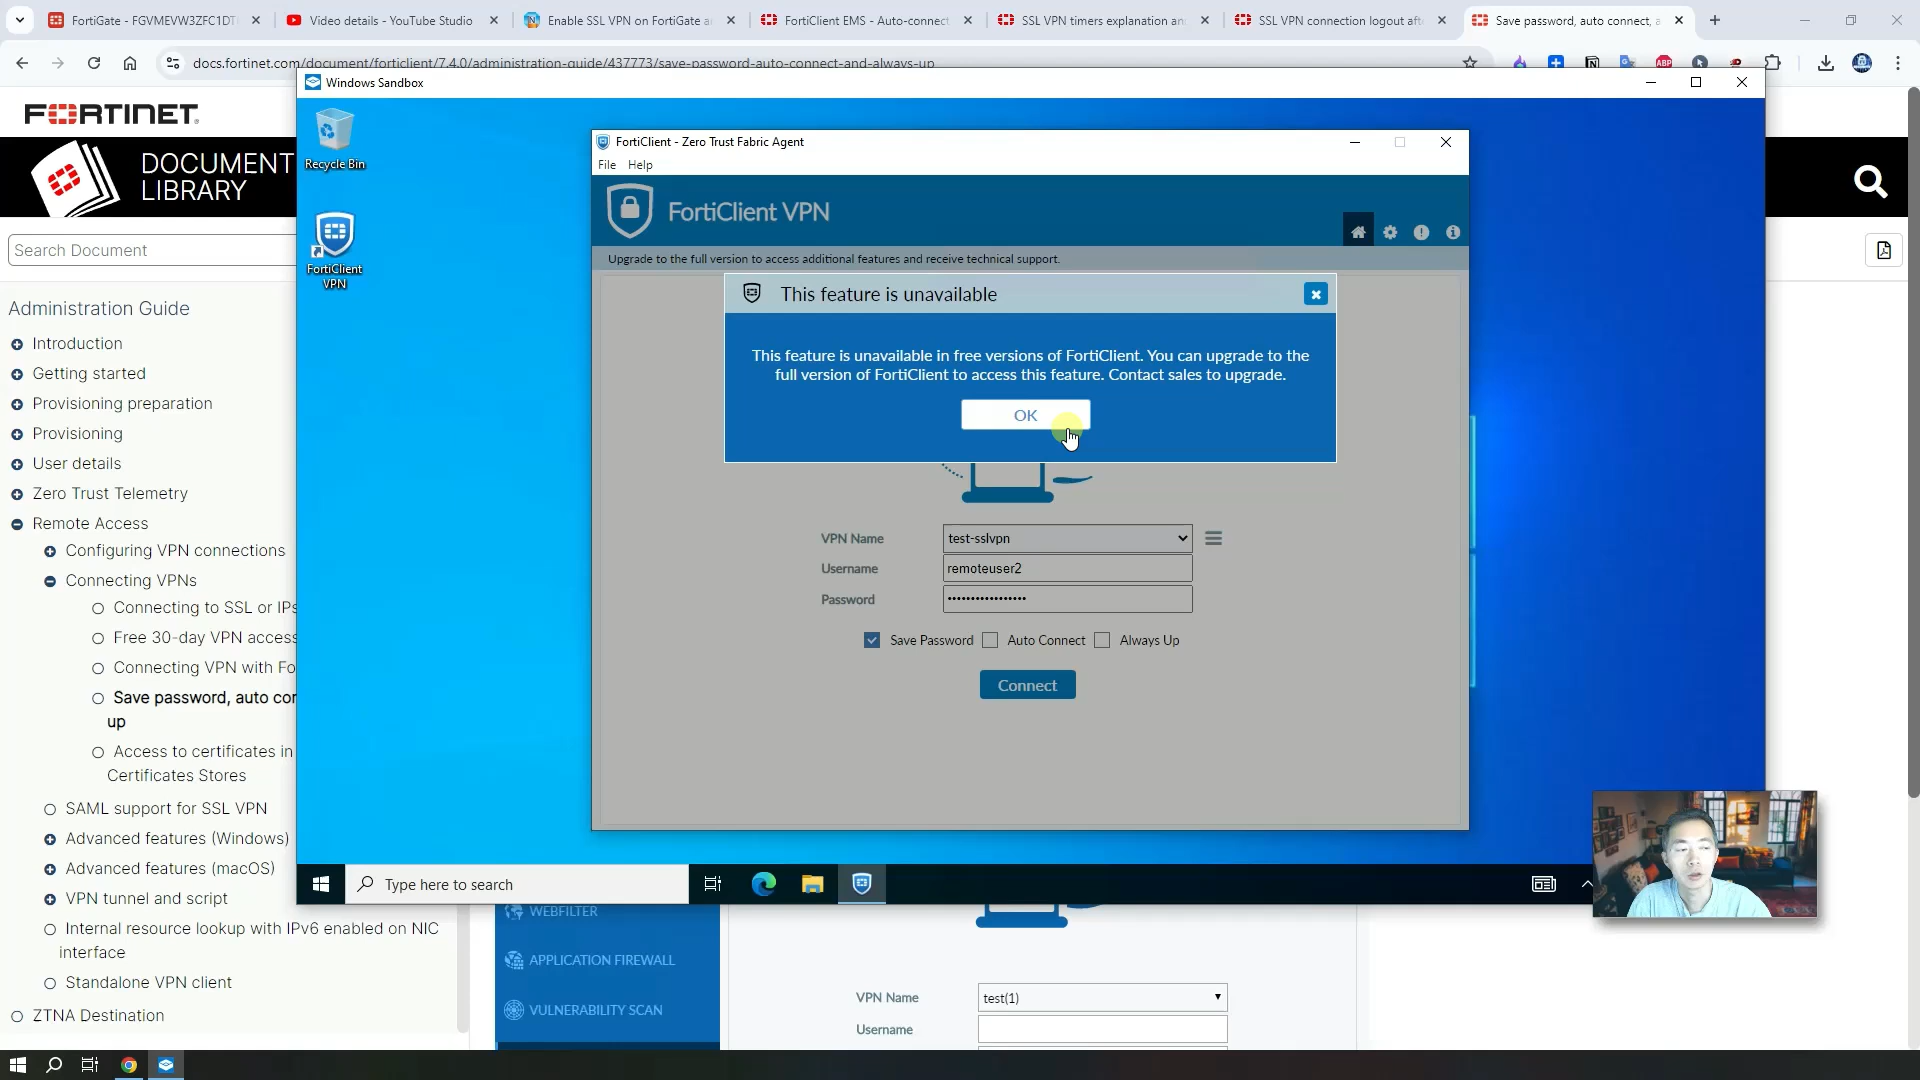 FortiGate - FGVMEVW3ZFC1DT
Video details - YouTube Studio
Enable SSL VPN on FortiGate a
FortiClient EMS - Auto-connect
SSL VPN timers explanation an
SSL VPN connection logout aft
Save password, auto connect, a
docs.fortinet.com/document/forticlient/7.4.0/administration-guide/437773/save-password-auto-connect-and-always-up
Windows Sandbox
FORTINET
DOCUMENT
LIBRARY
Search Document
Administration Guide
Introduction
Getting started
Provisioning preparation
Provisioning
User details
Zero Trust Telemetry
Remote Access
Configuring VPN connections
Connecting VPNs
Connecting to SSL or IPs
Free 30-day VPN access
Connecting VPN with Fo
Save password, auto con
up
Access to certificates in
Certificates Stores
SAML support for SSL VPN
Advanced features (Windows)
Advanced features (macOS)
VPN tunnel and script
Internal resource lookup with IPv6 enabled on NIC
interface
Standalone VPN client
ZTNA Destination
Recycle Bin
FortiClient
VPN
FortiClient - Zero Trust Fabric Agent
File Help
FortiClient VPN
Upgrade to the full version to access additional features and receive technical support.
This feature is unavailable
This feature is unavailable in free versions of FortiClient. You can upgrade to the
full version of FortiClient to access this feature. Contact sales to upgrade.
OK
VPN Name
test-sslvpn
Username
remoteuser2
Password
•••••••••••••••••
Save Password Auto Connect Always Up
Connect
Type here to search
WEBFILTER
APPLICATION FIREWALL
VULNERABILITY SCAN
VPN Name
test(1)
Username
ABP